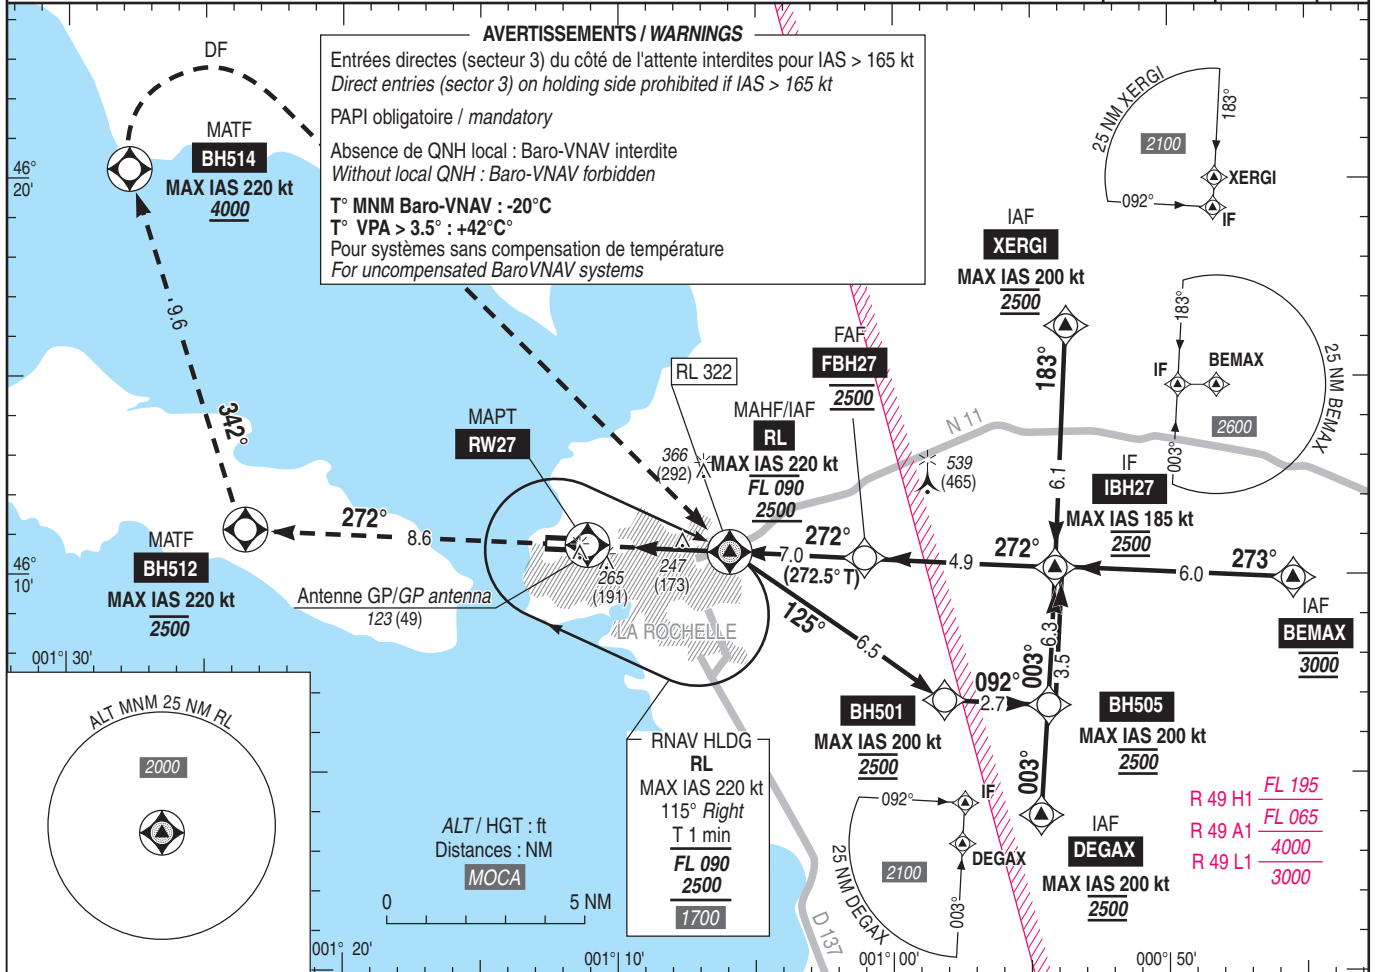 AVERTISSEMENTS / WARNINGS
Entrées directes (secteur 3) du côté de l'attente interdites pour IAS > 165 kt
Direct entries (sector 3) on holding side prohibited if IAS > 165 kt
PAPI obligatoire / mandatory
Absence de QNH local : Baro-VNAV interdite
Without local QNH : Baro-VNAV forbidden
T° MNM Baro-VNAV : -20°C
T° VPA > 3.5° : +42°C°
Pour systèmes sans compensation de température
For uncompensated BaroVNAV systems
DF
MATF
BH514
MAX IAS 220 kt
4000
46°
20'
25 NM XERGI
183°
2100
XERGI
092°
IF
IAF
XERGI
MAX IAS 200 kt
2500
183°
6.1
183°
IF
BEMAX
2600
003°
25 NM BEMAX
FAF
FBH27
2500
RL 322
MAHF/IAF
RL
MAX IAS 220 kt
FL 090
2500
MAPT
RW27
366
(292)
N 11
539
(465)
IF
IBH27
MAX IAS 185 kt
2500
9.6
342°
272°
8.6
MATF
BH512
MAX IAS 220 kt
2500
Antenne GP/GP antenna
123 (49)
265
(191)
247
(173)
LA ROCHELLE
272°
7.0
(272.5° T)
4.9
272°
6.0
273°
IAF
BEMAX
3000
46°
10'
125°
6.5
BH501
MAX IAS 200 kt
2500
092°
2.7
003°
6.3
3.5
BH505
MAX IAS 200 kt
2500
003°
IAF
DEGAX
MAX IAS 200 kt
2500
001° 30'
ALT MNM 25 NM RL
2000
ALT / HGT : ft
Distances : NM
MOCA
0
5 NM
RNAV HLDG
RL
MAX IAS 220 kt
115° Right
T 1 min
FL 090
2500
1700
D 137
092°
IF
2100
DEGAX
003°
25 NM DEGAX
R 49 H1
FL 195
R 49 A1
FL 065
4000
R 49 L1
3000
001° 20'
001° 10'
001° 00'
000° 50'